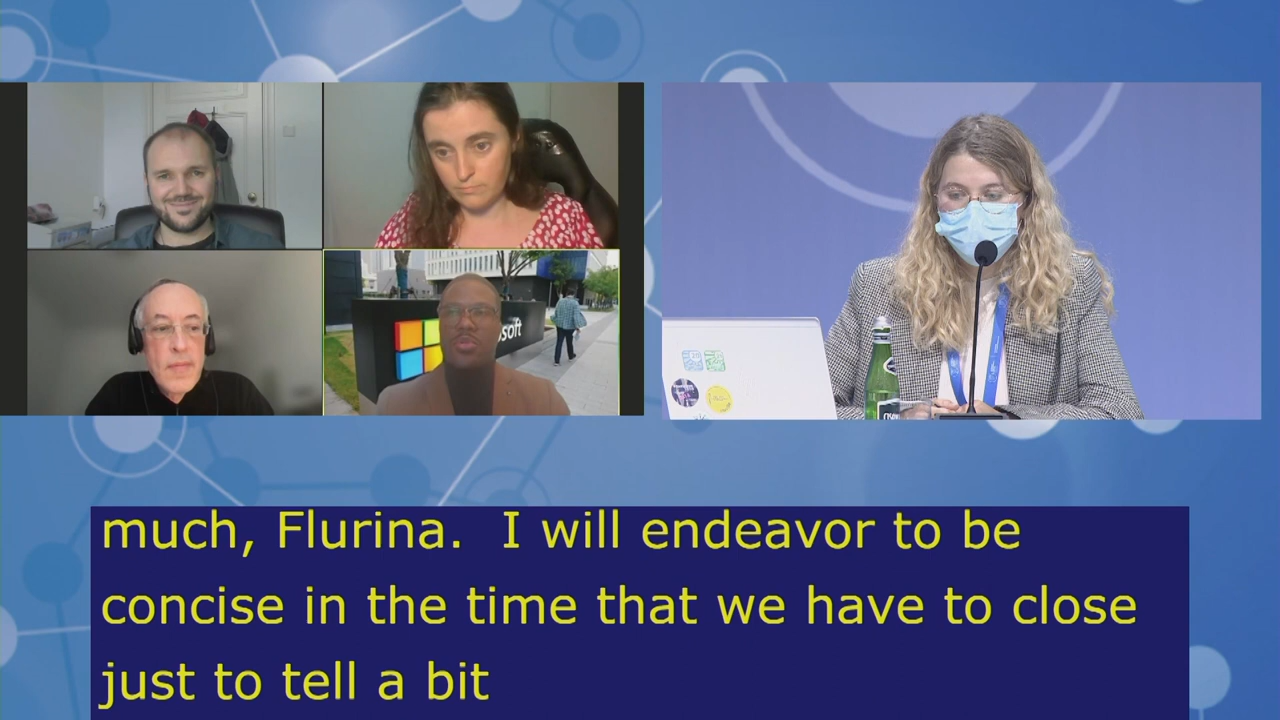 soft
much, Flurina.  I will endeavor to be
concise in the time that we have to close
just to tell a bit